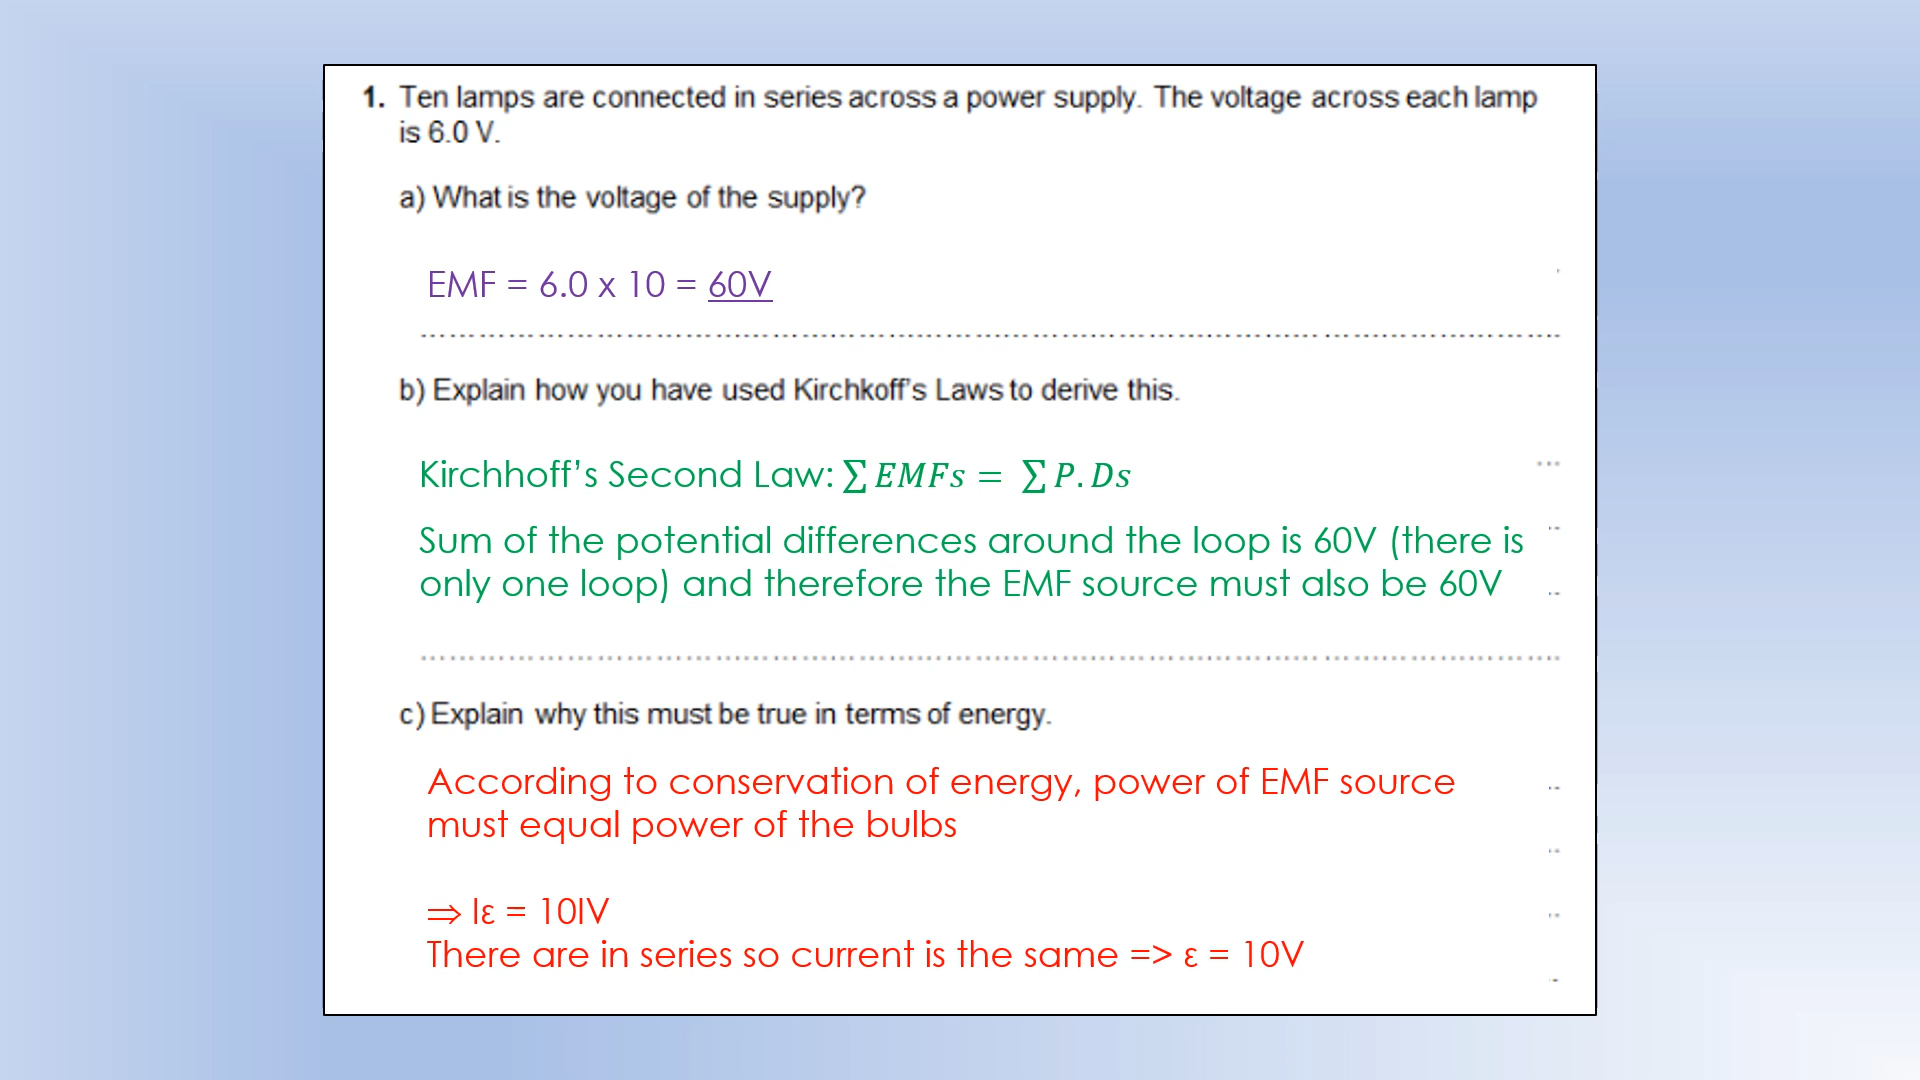 1. Ten lamps are connected in series across a power supply. The voltage across each lamp
is 6.0 V.
a) What is the voltage of the supply?
EMF = 6.0 x 10 = 60V
b) Explain how you have used Kirchkoff's Laws to derive this.
Kirchhoff's Second Law: ∑ EMFs = ∑ P.Ds
Sum of the potential differences around the loop is 60V (there is
only one loop) and therefore the EMF source must also be 60V
c) Explain why this must be true in terms of energy.
According to conservation of energy, power of EMF source
must equal power of the bulbs
⇒ Iε = 10IV
There are in series so current is the same => ε = 10V